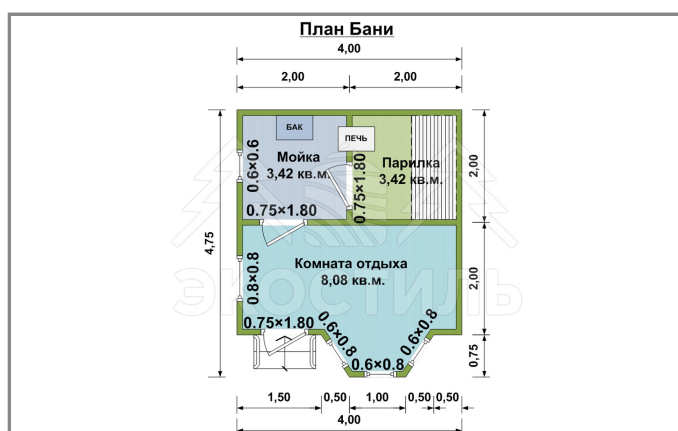 План Бани
4,00
2,00 2,00
БАК
ПЕЧЬ
Мойка
3,42 кв.м.
Парилка
3,42 кв.м.
0.6×0.6
0.75×1.80
0.75×1.80
2,00
4,75
Комната отдыха
8,08 кв.м.
0.8×0.8
2,00
ЭКОСТИЛЬ
0.75×1.80
0.6×0.8
0.6×0.8
0.6×0.8
0,75
1,50 0,50 1,00 0,50 0,50
4,00